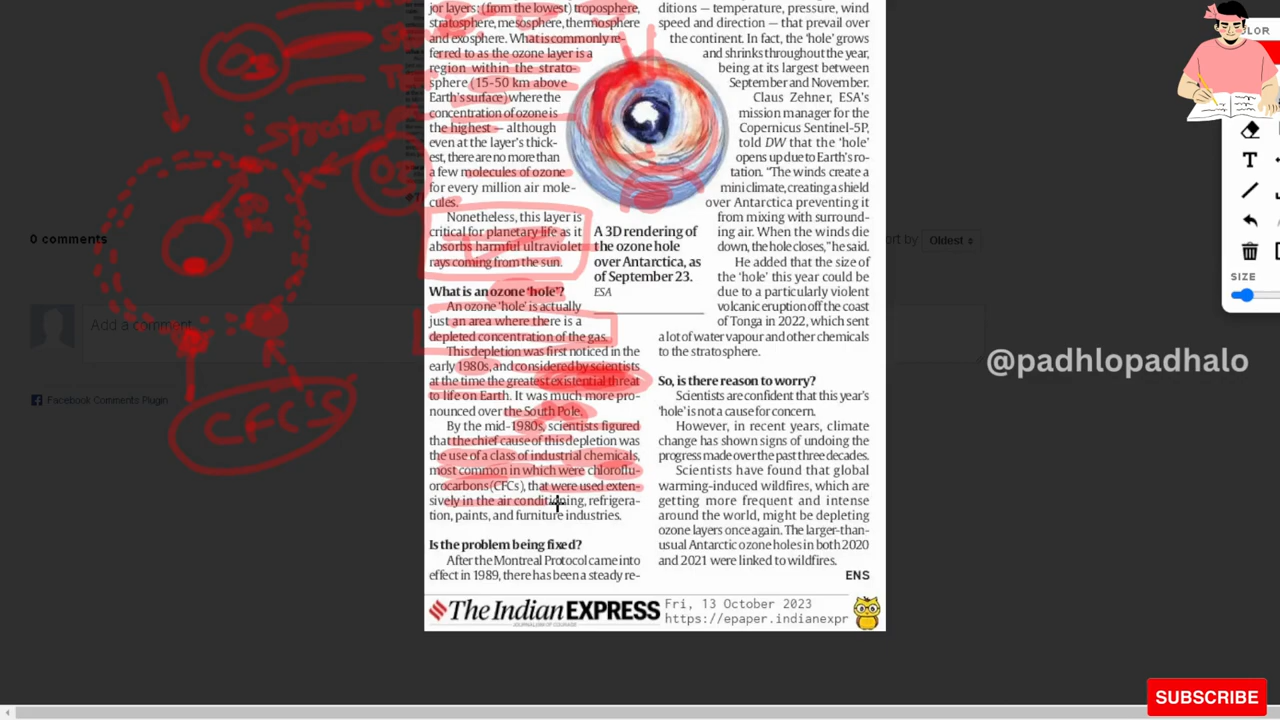 jor layers: (from the lowest) troposphere,
stratosphere, mesosphere, thermosphere
and exosphere. What is commonly re-
ferred to as the ozone layer is a
region within the strato-
sphere (15-50 km above
Earth's surface) where the
concentration of ozone is
the highest — although
even at the layer's thick-
est, there are no more than
a few molecules of ozone
for every million air mole-
cules.
Nonetheless, this layer is
critical for planetary life as it
absorbs harmful ultraviolet
rays coming from the sun.
What is an ozone 'hole'?
An ozone 'hole' is actually
just an area where there is a
depleted concentration of the gas.
This depletion was first noticed in the
early 1980s, and considered by scientists
at the time the greatest existential threat
to life on Earth. It was much more pro-
nounced over the South Pole.
By the mid-1980s, scientists figured
that the chief cause of this depletion was
the use of a class of industrial chemicals,
most common in which were chloroflu-
orocarbons (CFCs), that were used exten-
sively in the air conditioning, refrigera-
tion, paints, and furniture industries.
Is the problem being fixed?
After the Montreal Protocol came into
effect in 1989, there has been a steady re-
A 3D rendering of
the ozone hole
over Antarctica, as
of September 23.
ESA
ditions — temperature, pressure, wind
speed and direction — that prevail over
the continent. In fact, the 'hole' grows
and shrinks throughout the year,
being at its largest between
September and November.
Claus Zehner, ESA's
mission manager for the
Copernicus Sentinel-5P,
told DW that the 'hole'
opens up due to Earth's ro-
tation. "The winds create a
mini climate, creating a shield
over Antarctica preventing it
from mixing with surround-
ing air. When the winds die
down, the hole closes," he said.
He added that the size of
the 'hole' this year could be
due to a particularly violent
volcanic eruption off the coast
of Tonga in 2022, which sent
a lot of water vapour and other chemicals
to the stratosphere.
So, is there reason to worry?
Scientists are confident that this year's
'hole' is not a cause for concern.
However, in recent years, climate
change has shown signs of undoing the
progress made over the past three decades.
Scientists have found that global
warming-induced wildfires, which are
getting more frequent and intense
around the world, might be depleting
ozone layers once again. The larger-than-
usual Antarctic ozone holes in both 2020
and 2021 were linked to wildfires.
ENS
The Indian EXPRESS
JOURNALISM OF COURAGE
Fri, 13 October 2023
https://epaper.indianexpr
0 comments
Oldest
Add a comment
Facebook Comments Plugin
Strato
CFC's
@padhlopadhalo
T
SIZE
SUBSCRIBE